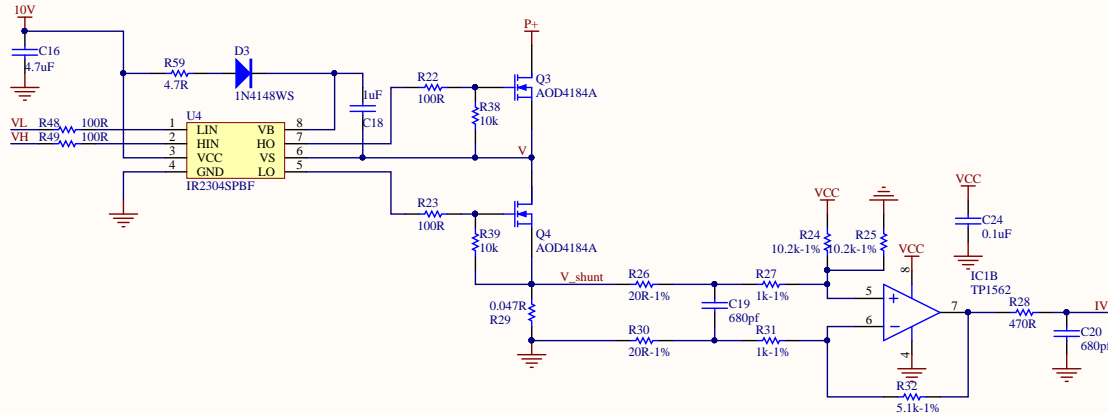 10V
P+
C16
4.7uF
R59
4.7R
D3
1N4148WS
1uF
C18
R22
100R
R38
10k
Q3
AOD4184A
U4
VL R48 100R 1 LIN VB 8
VH R49 100R 2 HIN HO 7
3 VCC VS 6
4 GND LO 5
IR2304SPBF
V
R23
100R
R39
10k
Q4
AOD4184A
V_shunt
0.047R
R29
R26
20R-1%
R27
1k-1%
C19
680pf
R30
20R-1%
R31
1k-1%
VCC
R24
10.2k-1%
R25
10.2k-1%
VCC
C24
0.1uF
VCC
8
IC1B
TP1562
5
6
7
4
R28
470R
IV
C20
680pf
R32
5.1k-1%